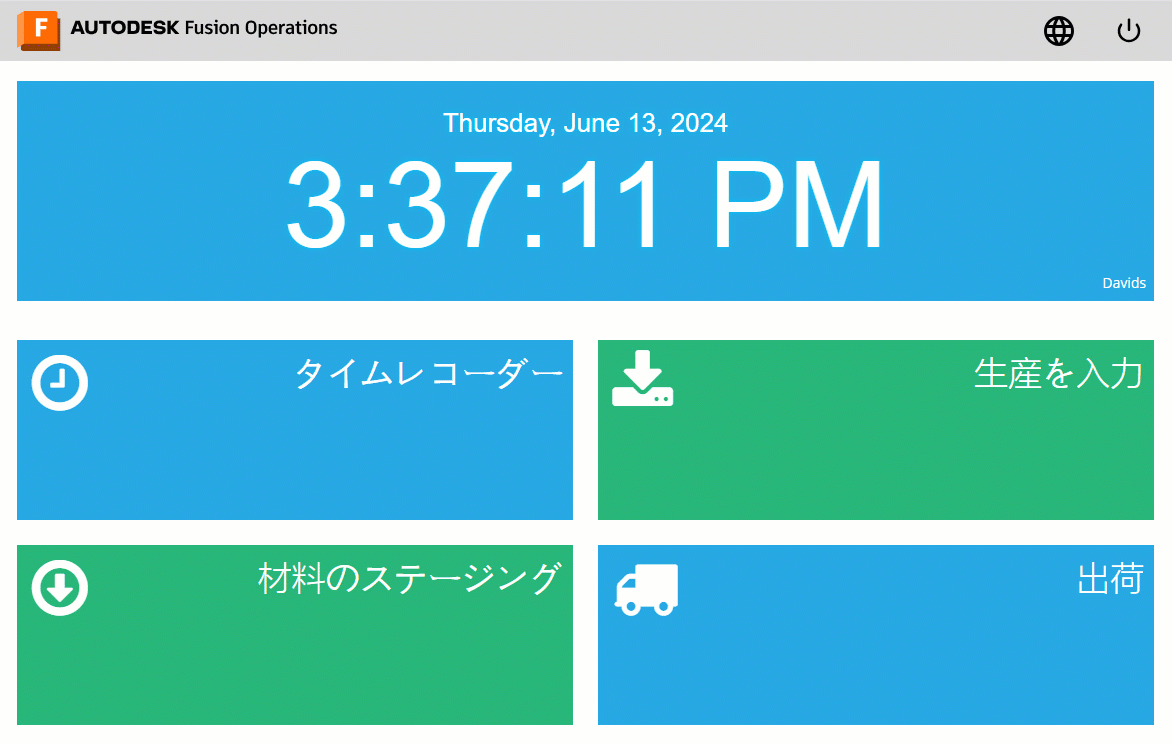 F AUTODESK Fusion Operations
Thursday, June 13, 2024
3:37:11 PM
Davids
タイムレコーダー
生産を入力
材料のステージング
出荷